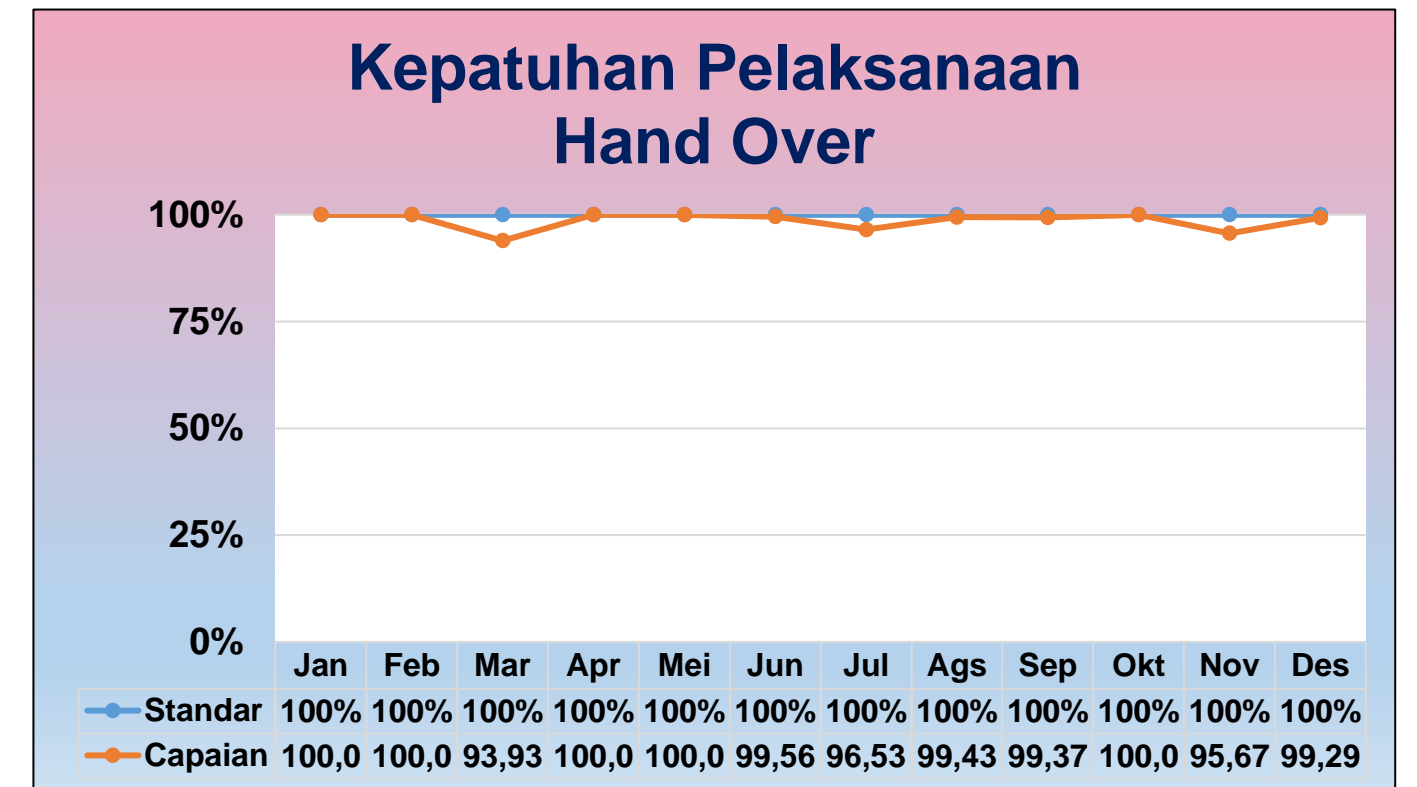 Kepatuhan Pelaksanaan
Hand Over
100%
75%
50%
25%
0%
Jan Feb Mar Apr Mei Jun Jul Ags Sep Okt Nov Des
Standar 100% 100% 100% 100% 100% 100% 100% 100% 100% 100% 100% 100%
Capaian 100,0 100,0 93,93 100,0 100,0 99,56 96,53 99,43 99,37 100,0 95,67 99,29